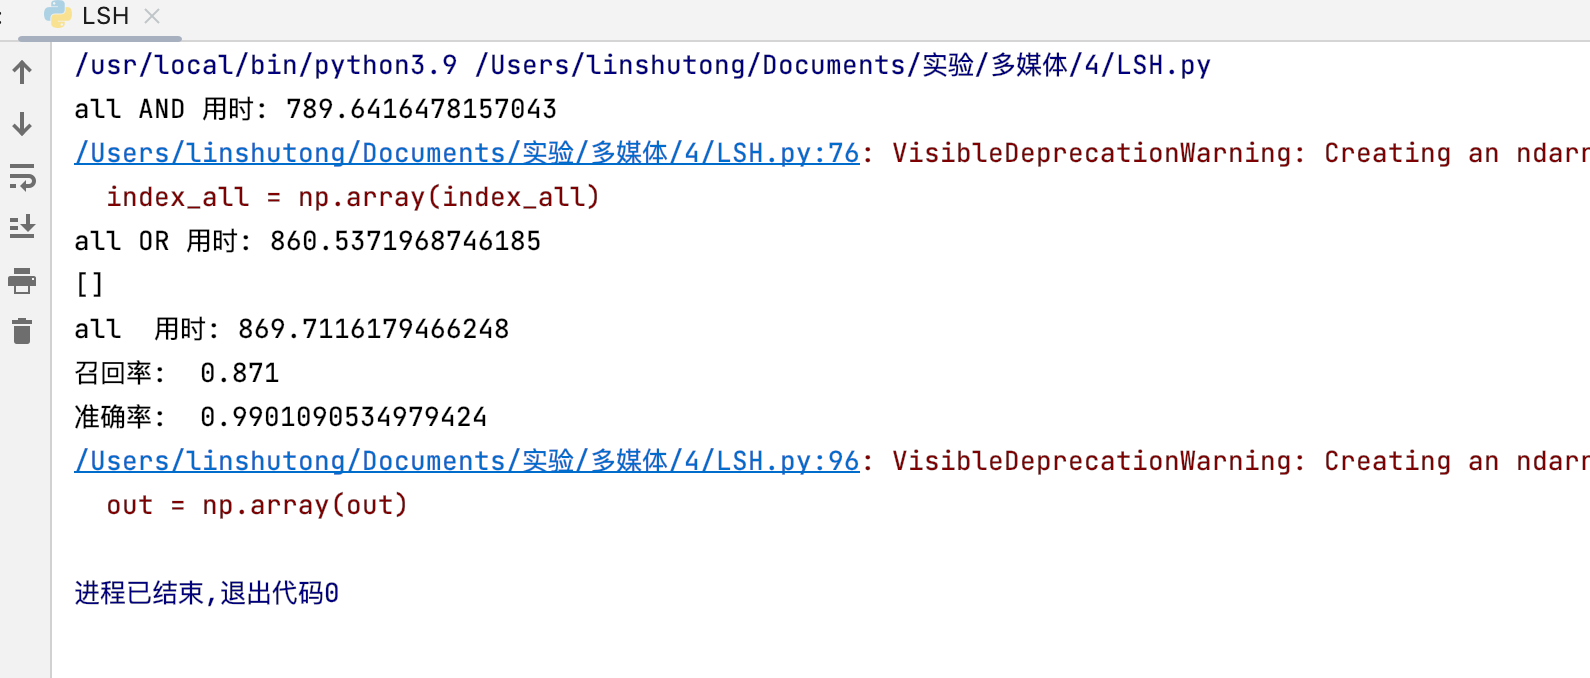 LSH
/usr/local/bin/python3.9 /Users/linshutong/Documents/实验/多媒体/4/LSH.py
all AND 用时: 789.6416478157043
/Users/linshutong/Documents/实验/多媒体/4/LSH.py:76: VisibleDeprecationWarning: Creating an ndarr
index_all = np.array(index_all)
all OR 用时: 860.5371968746185
[]
all  用时: 869.7116179466248
召回率:  0.871
准确率:  0.9901090534979424
/Users/linshutong/Documents/实验/多媒体/4/LSH.py:96: VisibleDeprecationWarning: Creating an ndarr
out = np.array(out)
进程已结束,退出代码0